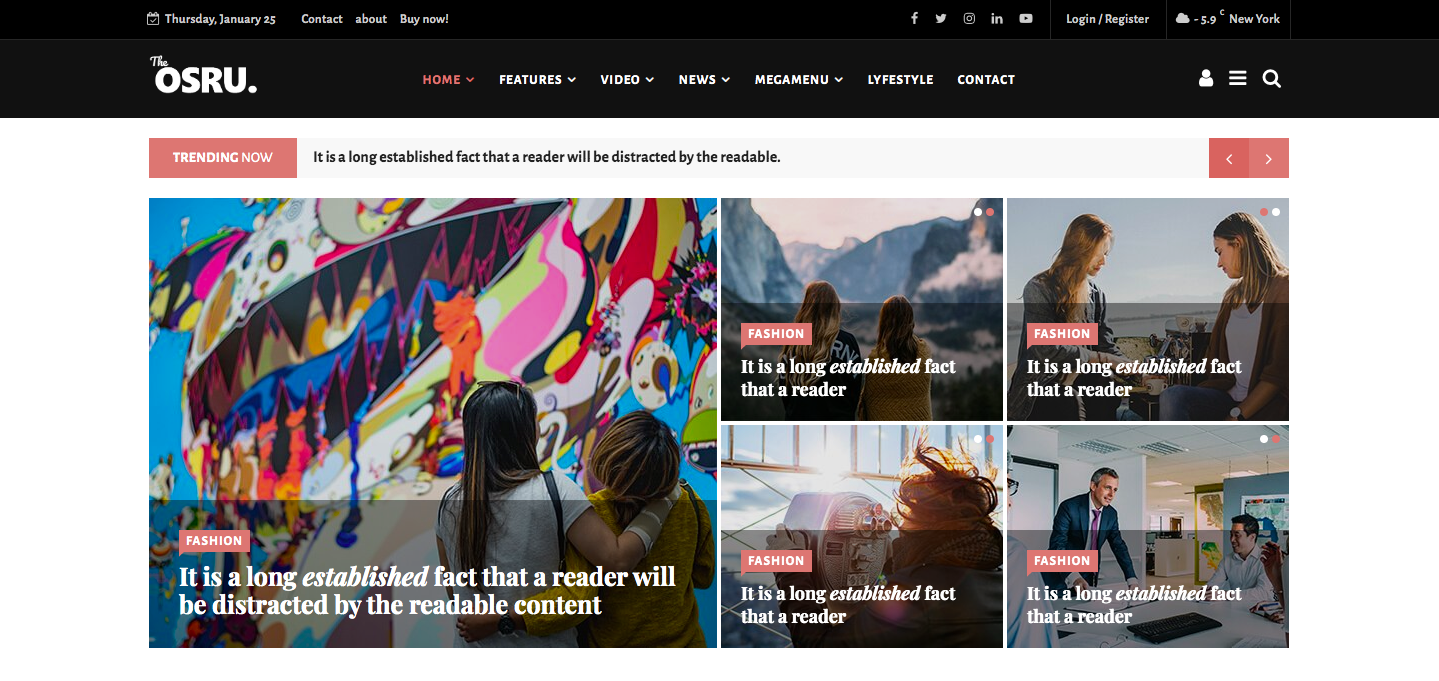 Thursday, January 25 Contact about Buy now! Login / Register - 5.9 c New York
The
OSRU.
HOME FEATURES VIDEO NEWS MEGAMENU LYFESTYLE CONTACT
TRENDING NOW It is a long established fact that a reader will be distracted by the readable.
FASHION
It is a long established fact that a reader will
be distracted by the readable content
FASHION
It is a long established fact
that a reader
FASHION
It is a long established fact
that a reader
FASHION
It is a long established fact
that a reader
FASHION
It is a long established fact
that a reader